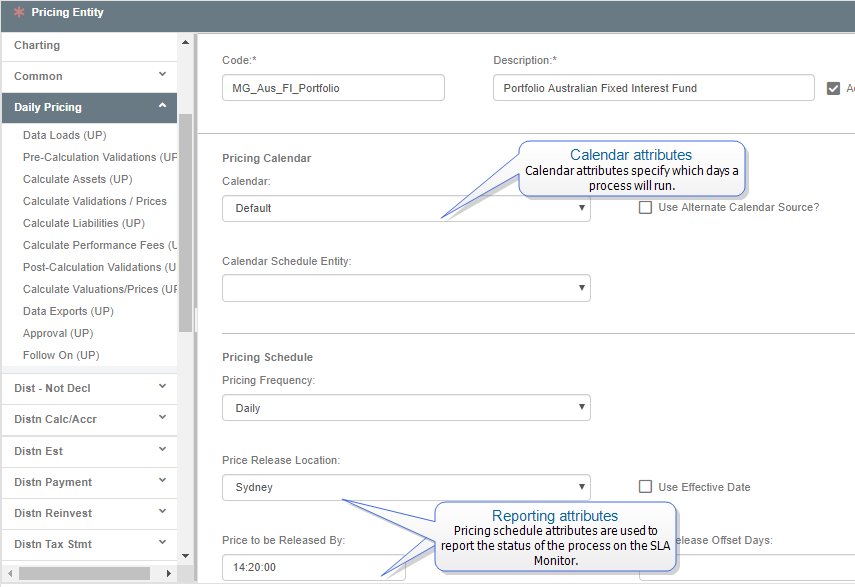 Pricing Entity
Charting
Common
Daily Pricing
Data Loads (UP)
Pre-Calculation Validations (UP
Calculate Assets (UP)
Calculate Validations / Prices
Calculate Liabilities (UP)
Calculate Performance Fees (U
Post-Calculation Validations (U
Calculate Valuations/Prices (UF
Data Exports (UP)
Approval (UP)
Follow On (UP)
Dist - Not Decl
Distn Calc/Accr
Distn Est
Distn Payment
Distn Reinvest
Distn Tax Stmt
Code:*
Description:*
MG_Aus_FI_Portfolio
Portfolio Australian Fixed Interest Fund
Pricing Calendar
Calendar attributes
Calendar attributes specify which days a
process will run.
Calendar:
Default
Use Alternate Calendar Source?
Calendar Schedule Entity:
Pricing Schedule
Pricing Frequency:
Daily
Price Release Location:
Sydney
Use Effective Date
Reporting attributes
Pricing schedule attributes are used to
report the status of the process on the SLA
Monitor.
Price to be Released By:
elease Offset Days:
14:20:00